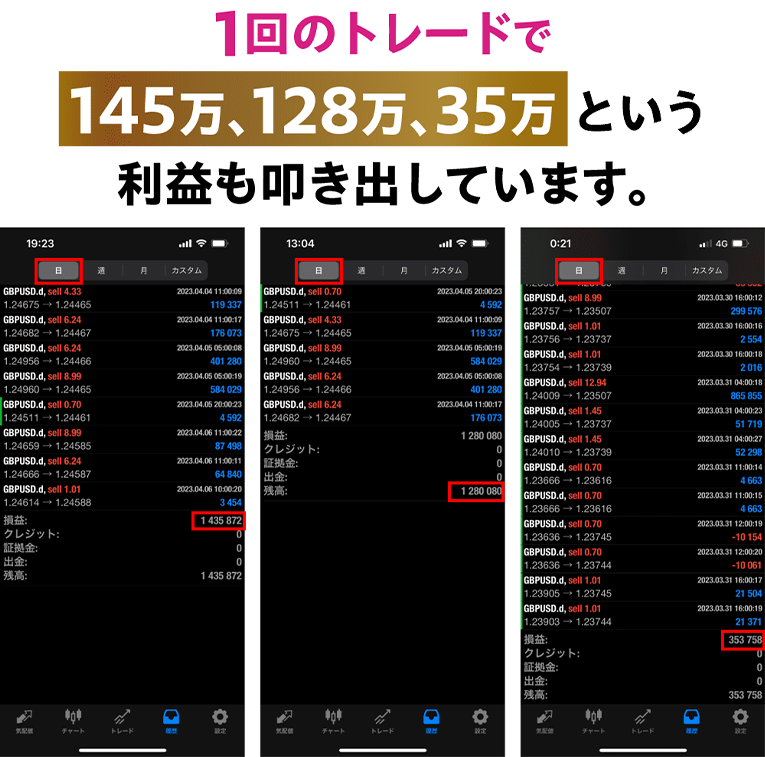 1回のトレードで
145万、128万、35万という
利益も叩き出しています。
19:23
日 週 月 カスタム
GBPUSD.d, sell 4.33 2023.04.04 11:00:09
1.24675 → 1.24465 119 337
GBPUSD.d, sell 6.24 2023.04.04 11:00:17
1.24682 → 1.24467 176 073
GBPUSD.d, sell 6.24 2023.04.05 05:00:08
1.24956 → 1.24466 401 280
GBPUSD.d, sell 8.99 2023.04.05 05:00:19
1.24960 → 1.24465 584 029
GBPUSD.d, sell 0.70 2023.04.05 20:00:23
1.24511 → 1.24461 4 592
GBPUSD.d, sell 8.99 2023.04.06 11:00:22
1.24659 → 1.24585 87 498
GBPUSD.d, sell 6.24 2023.04.06 11:00:11
1.24666 → 1.24587 64 840
GBPUSD.d, sell 1.01 2023.04.06 10:00:20
1.24614 → 1.24588 3 454
損益: 1 435 872
クレジット: 0
証拠金: 0
出金: 0
残高: 1 435 872
気配値 チャート トレード 履歴 設定
13:04
日 週 月 カスタム
GBPUSD.d, sell 0.70 2023.04.05 20:00:23
1.24511 → 1.24461 4 592
GBPUSD.d, sell 4.33 2023.04.04 11:00:09
1.24675 → 1.24465 119 337
GBPUSD.d, sell 8.99 2023.04.05 05:00:19
1.24960 → 1.24465 584 029
GBPUSD.d, sell 6.24 2023.04.05 05:00:08
1.24956 → 1.24466 401 280
GBPUSD.d, sell 6.24 2023.04.04 11:00:17
1.24682 → 1.24467 176 073
損益: 1 280 080
クレジット: 0
証拠金: 0
出金: 0
残高: 1 280 080
気配値 チャート トレード 履歴 設定
0:21 4G
日 週 月 カスタム
GBPUSD.d, sell 8.99 2023.03.30 16:00:12
1.23757 → 1.23507 299 576
GBPUSD.d, sell 1.01 2023.03.30 16:00:16
1.23756 → 1.23737 2 554
GBPUSD.d, sell 1.01 2023.03.30 16:00:18
1.23754 → 1.23739 2 016
GBPUSD.d, sell 12.94 2023.03.31 04:00:18
1.24009 → 1.23507 865 855
GBPUSD.d, sell 1.45 2023.03.31 04:00:23
1.24005 → 1.23737 51 719
GBPUSD.d, sell 1.45 2023.03.31 04:00:27
1.24010 → 1.23739 52 298
GBPUSD.d, sell 0.70 2023.03.31 11:00:14
1.23666 → 1.23616 4 663
GBPUSD.d, sell 0.70 2023.03.31 11:00:15
1.23666 → 1.23616 4 663
GBPUSD.d, sell 0.70 2023.03.31 12:00:19
1.23636 → 1.23745 -10 154
GBPUSD.d, sell 0.70 2023.03.31 12:00:20
1.23636 → 1.23744 -10 061
GBPUSD.d, sell 1.01 2023.03.31 16:00:17
1.23905 → 1.23745 21 504
GBPUSD.d, sell 1.01 2023.03.31 16:00:19
1.23903 → 1.23744 21 371
損益: 353 758
クレジット: 0
証拠金: 0
出金: 0
残高: 353 758
気配値 チャート トレード 履歴 設定